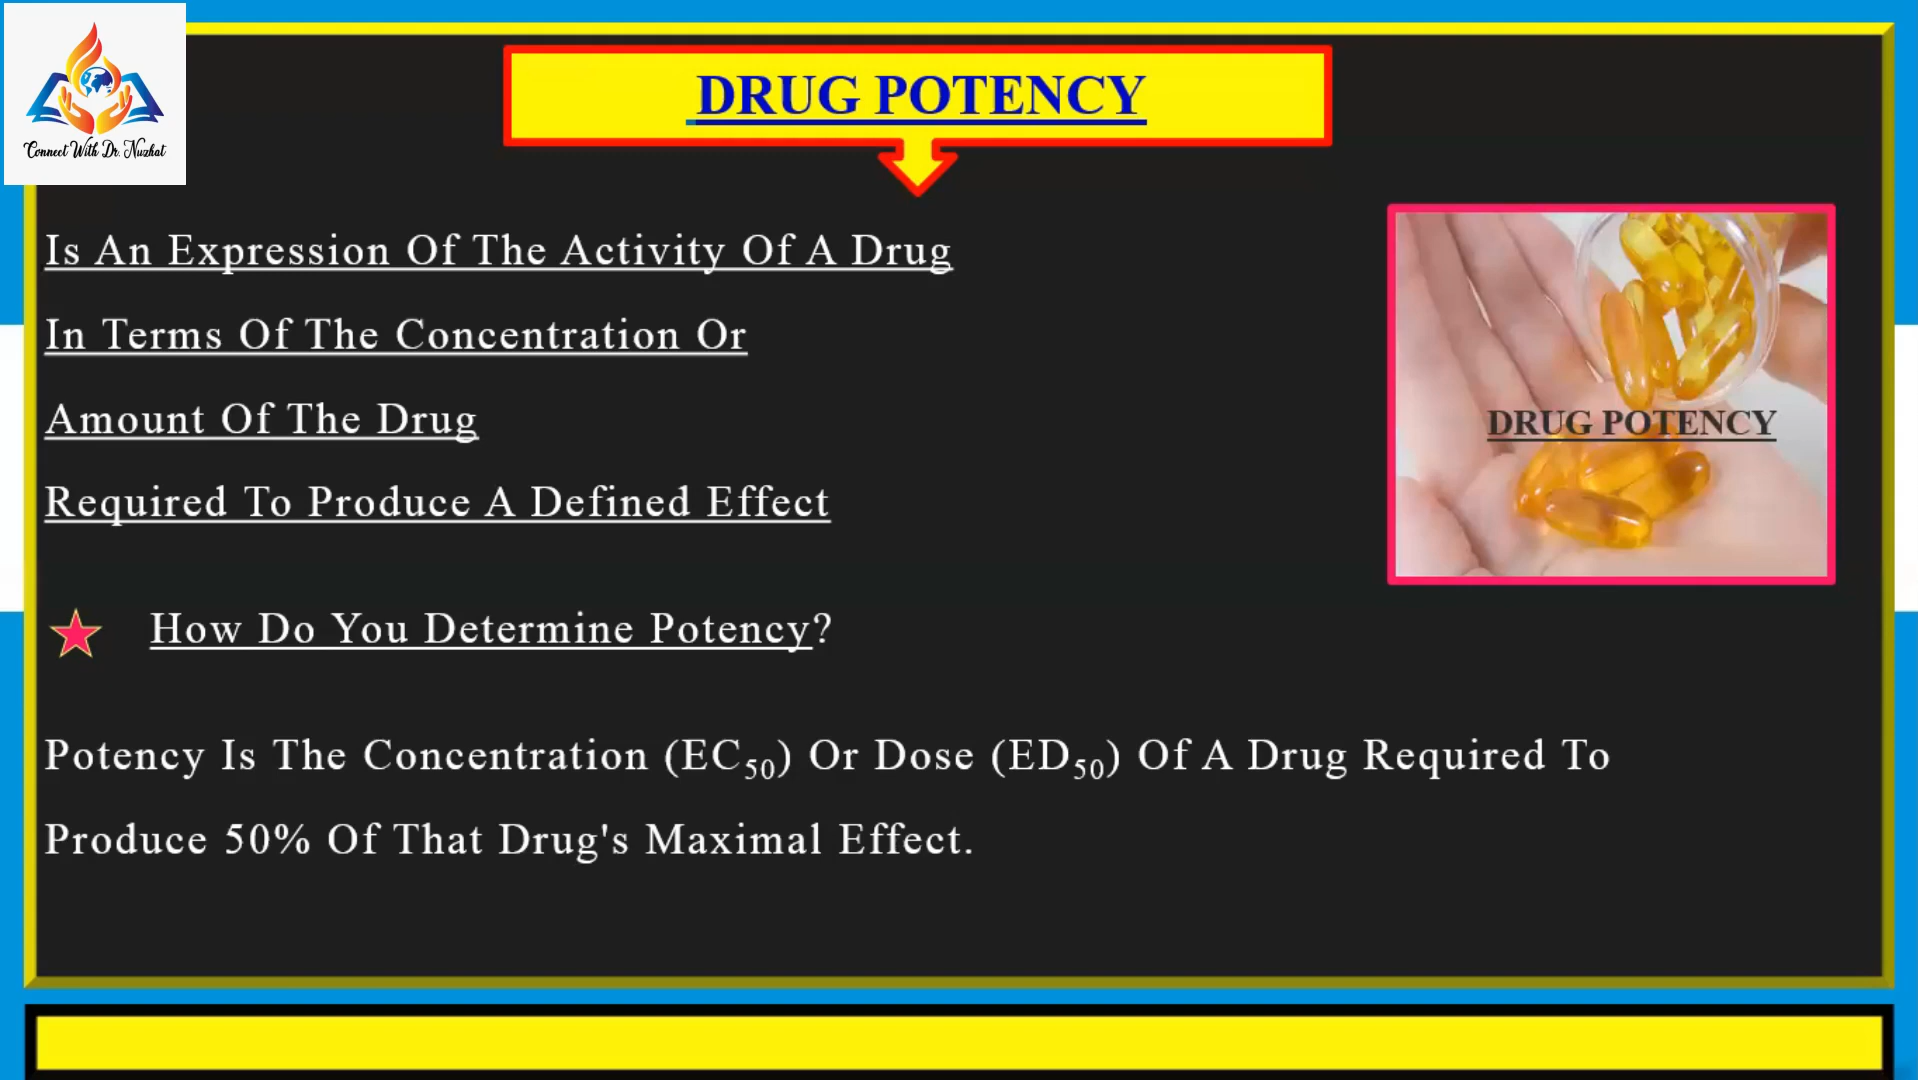 Connect With Dr. Nuzhat
DRUG POTENCY
Is An Expression Of The Activity Of A Drug
In Terms Of The Concentration Or
Amount Of The Drug
Required To Produce A Defined Effect
DRUG POTENCY
How Do You Determine Potency?
Potency Is The Concentration (EC₅₀) Or Dose (ED₅₀) Of A Drug Required To
Produce 50% Of That Drug's Maximal Effect.